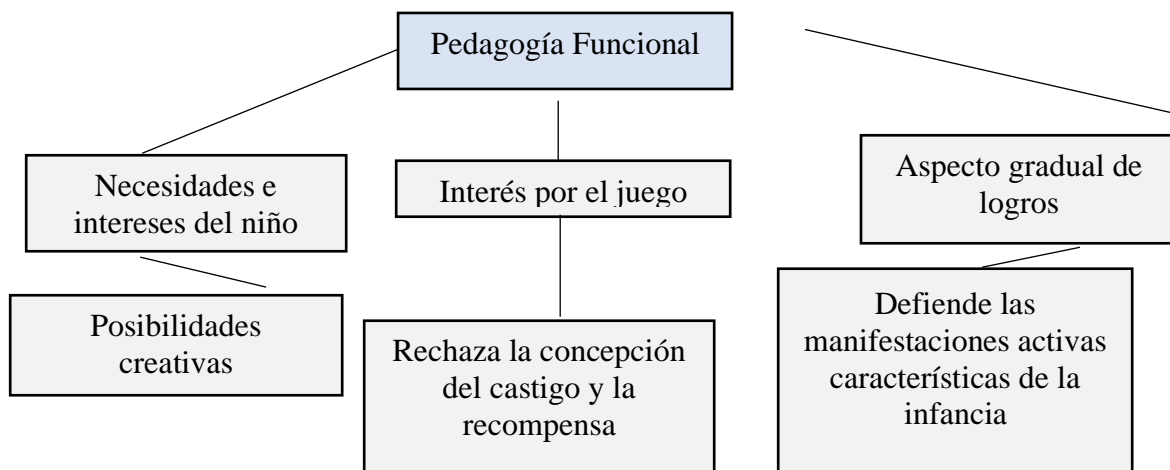 Pedagogía Funcional
Necesidades e
intereses del niño
Interés por el juego
Aspecto gradual de
logros
Posibilidades
creativas
Rechaza la concepción
del castigo y la
recompensa
Defiende las
manifestaciones activas
características de la
infancia